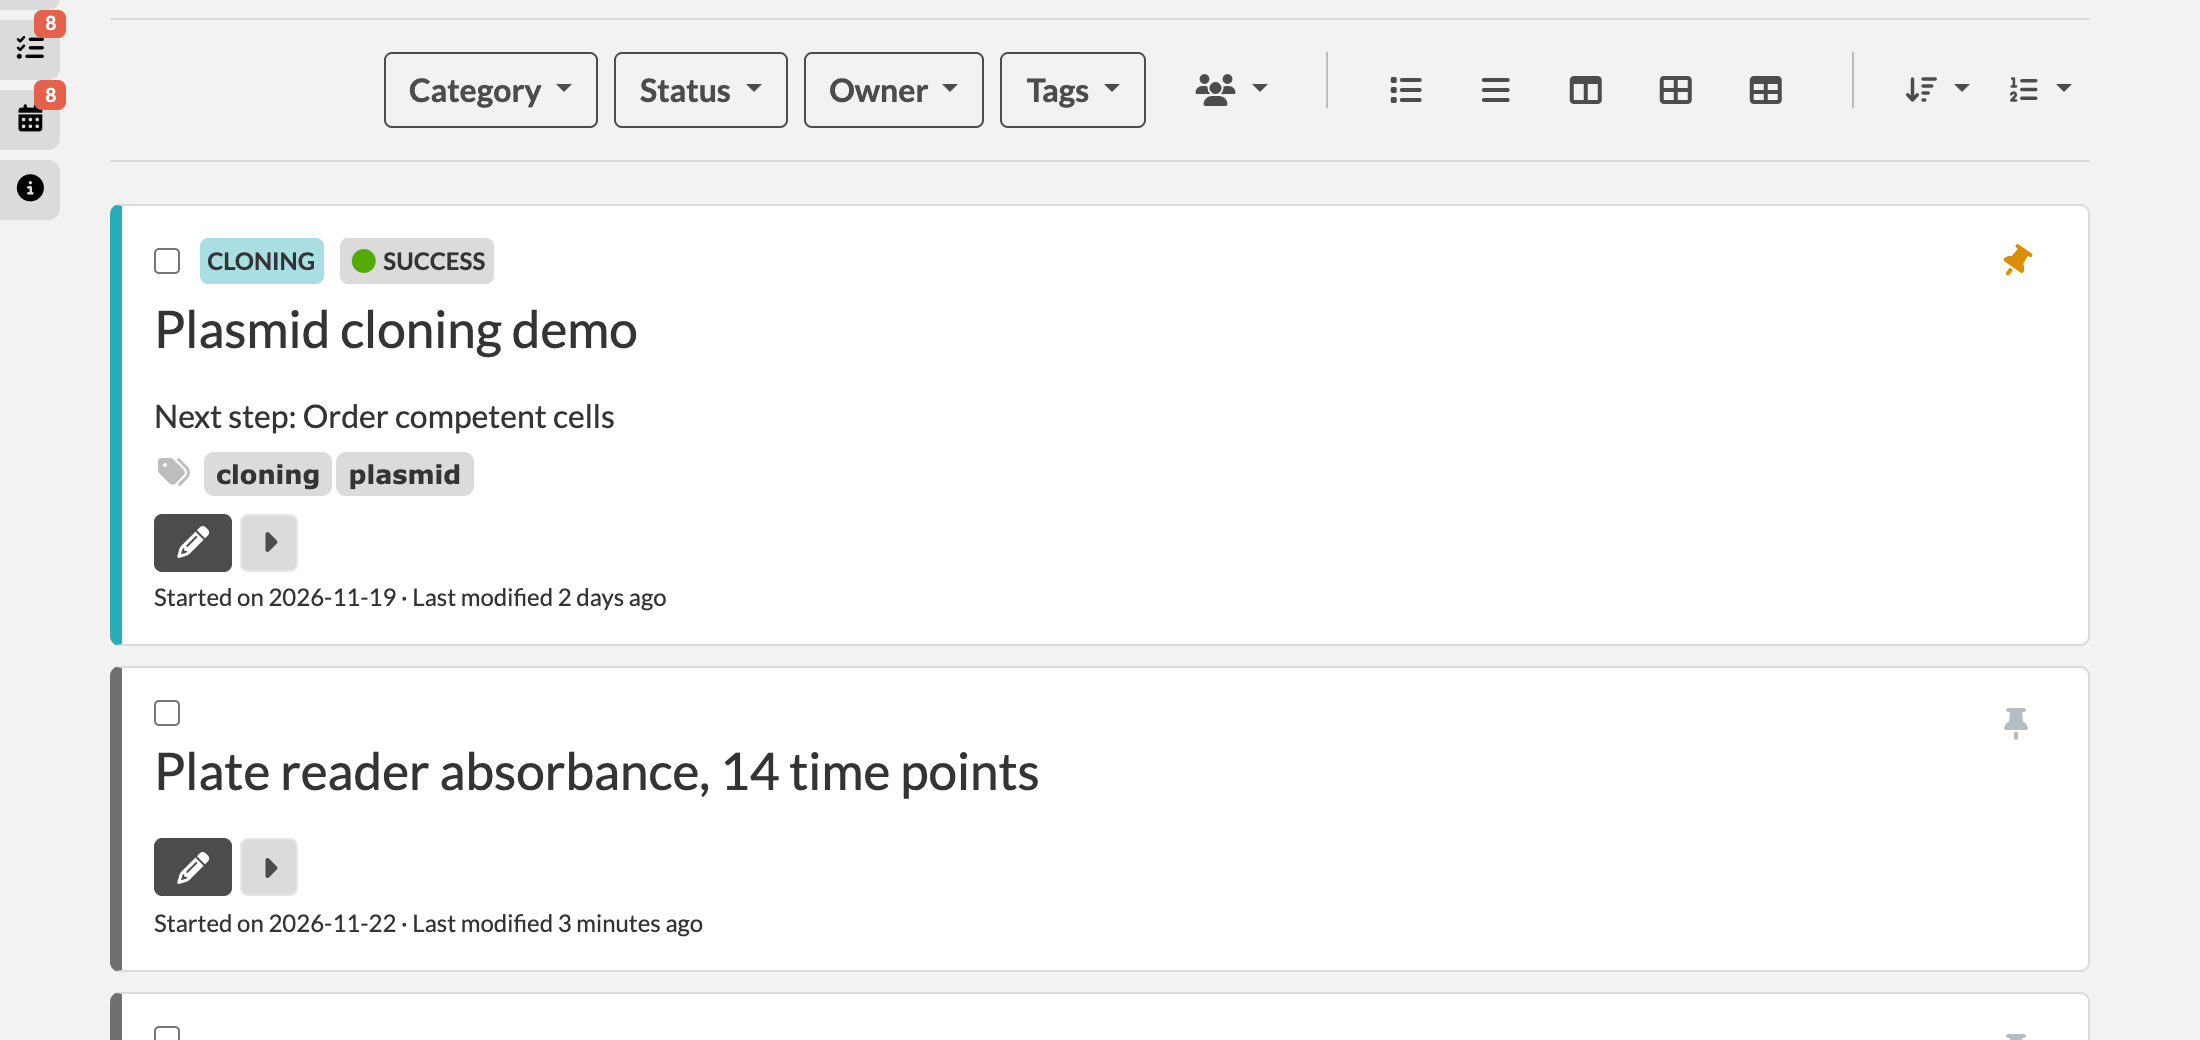 8
8
Category Status Owner Tags
CLONING SUCCESS
Plasmid cloning demo
Next step: Order competent cells
cloning plasmid
Started on 2026-11-19 · Last modified 2 days ago
Plate reader absorbance, 14 time points
Started on 2026-11-22 · Last modified 3 minutes ago